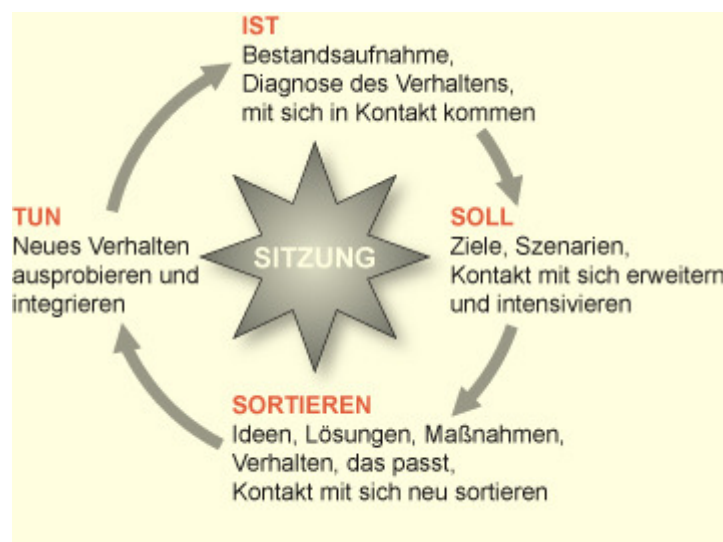 IST
Bestandsaufnahme,
Diagnose des Verhaltens,
mit sich in Kontakt kommen
SOLL
Ziele, Szenarien,
Kontakt mit sich erweitern
und intensivieren
SORTIEREN
Ideen, Lösungen, Maßnahmen,
Verhalten, das passt,
Kontakt mit sich neu sortieren
TUN
Neues Verhalten
ausprobieren und
integrieren
SITZUNG